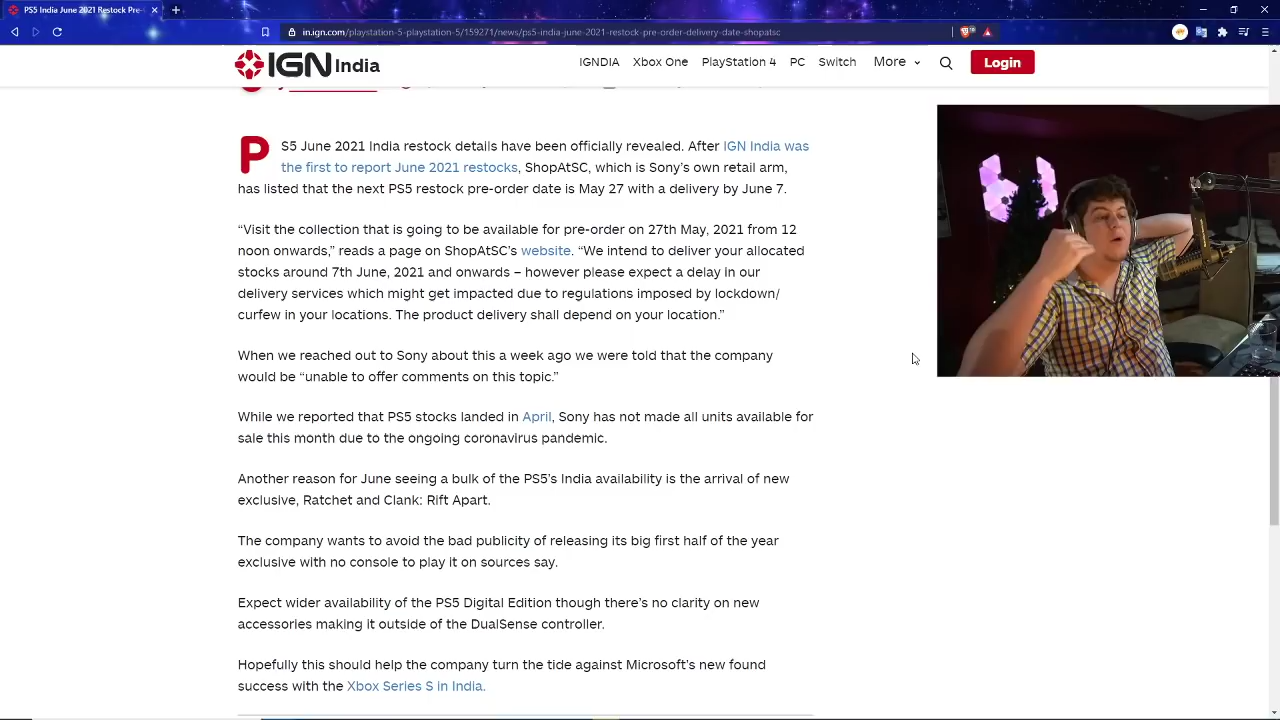 PS5 India June 2021 Restock Pre-
in.ign.com/playstation-5-playstation-5/159271/news/ps5-india-june-2021-restock-pre-order-delivery-date-shopatsc
IGN India
IGNDIA Xbox One PlayStation 4 PC Switch More Login
PS5 June 2021 India restock details have been officially revealed. After IGN India was
the first to report June 2021 restocks, ShopAtSC, which is Sony’s own retail arm,
has listed that the next PS5 restock pre-order date is May 27 with a delivery by June 7.
“Visit the collection that is going to be available for pre-order on 27th May, 2021 from 12
noon onwards,” reads a page on ShopAtSC’s website. “We intend to deliver your allocated
stocks around 7th June, 2021 and onwards – however please expect a delay in our
delivery services which might get impacted due to regulations imposed by lockdown/
curfew in your locations. The product delivery shall depend on your location.”
When we reached out to Sony about this a week ago we were told that the company
would be “unable to offer comments on this topic.”
While we reported that PS5 stocks landed in April, Sony has not made all units available for
sale this month due to the ongoing coronavirus pandemic.
Another reason for June seeing a bulk of the PS5’s India availability is the arrival of new
exclusive, Ratchet and Clank: Rift Apart.
The company wants to avoid the bad publicity of releasing its big first half of the year
exclusive with no console to play it on sources say.
Expect wider availability of the PS5 Digital Edition though there’s no clarity on new
accessories making it outside of the DualSense controller.
Hopefully this should help the company turn the tide against Microsoft’s new found
success with the Xbox Series S in India.